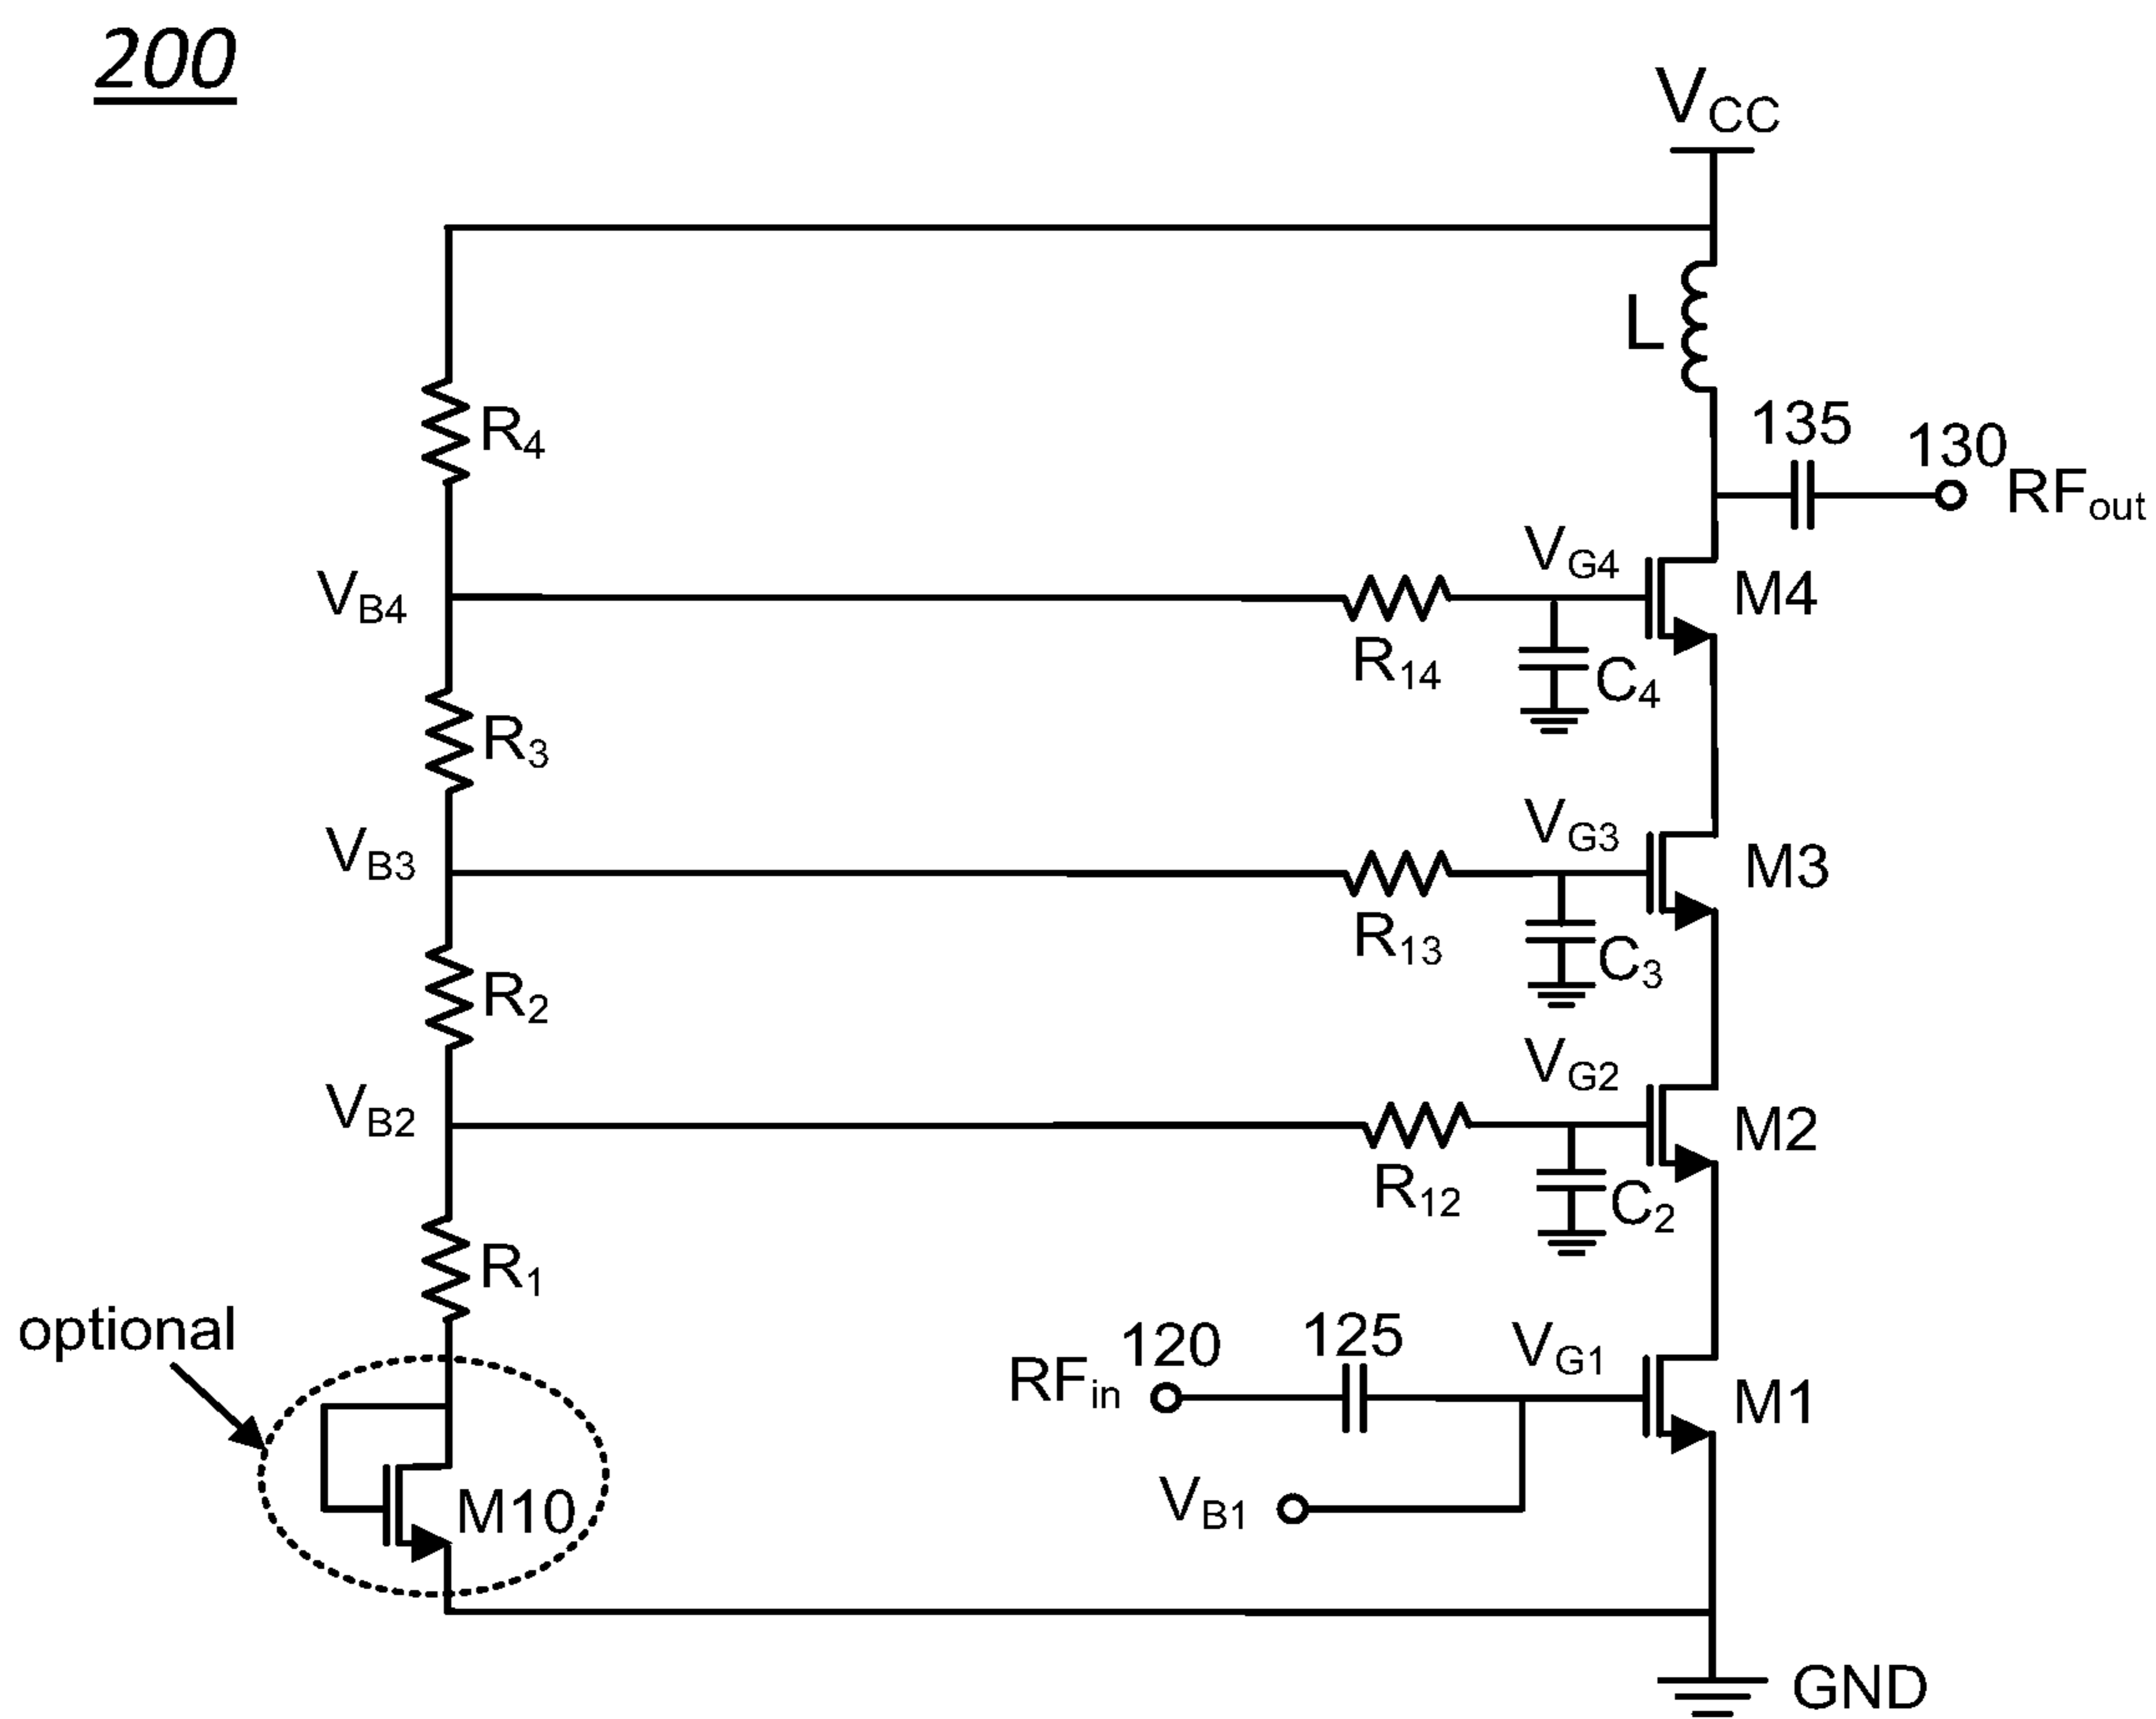 200
VCC
L
135
130
RFout
R4
VG4
M4
VB4
R14
C4
R3
VG3
M3
VB3
R13
C3
R2
VG2
M2
VB2
R12
C2
R1
optional
120
125
VG1
RFin
M1
M10
VB1
GND